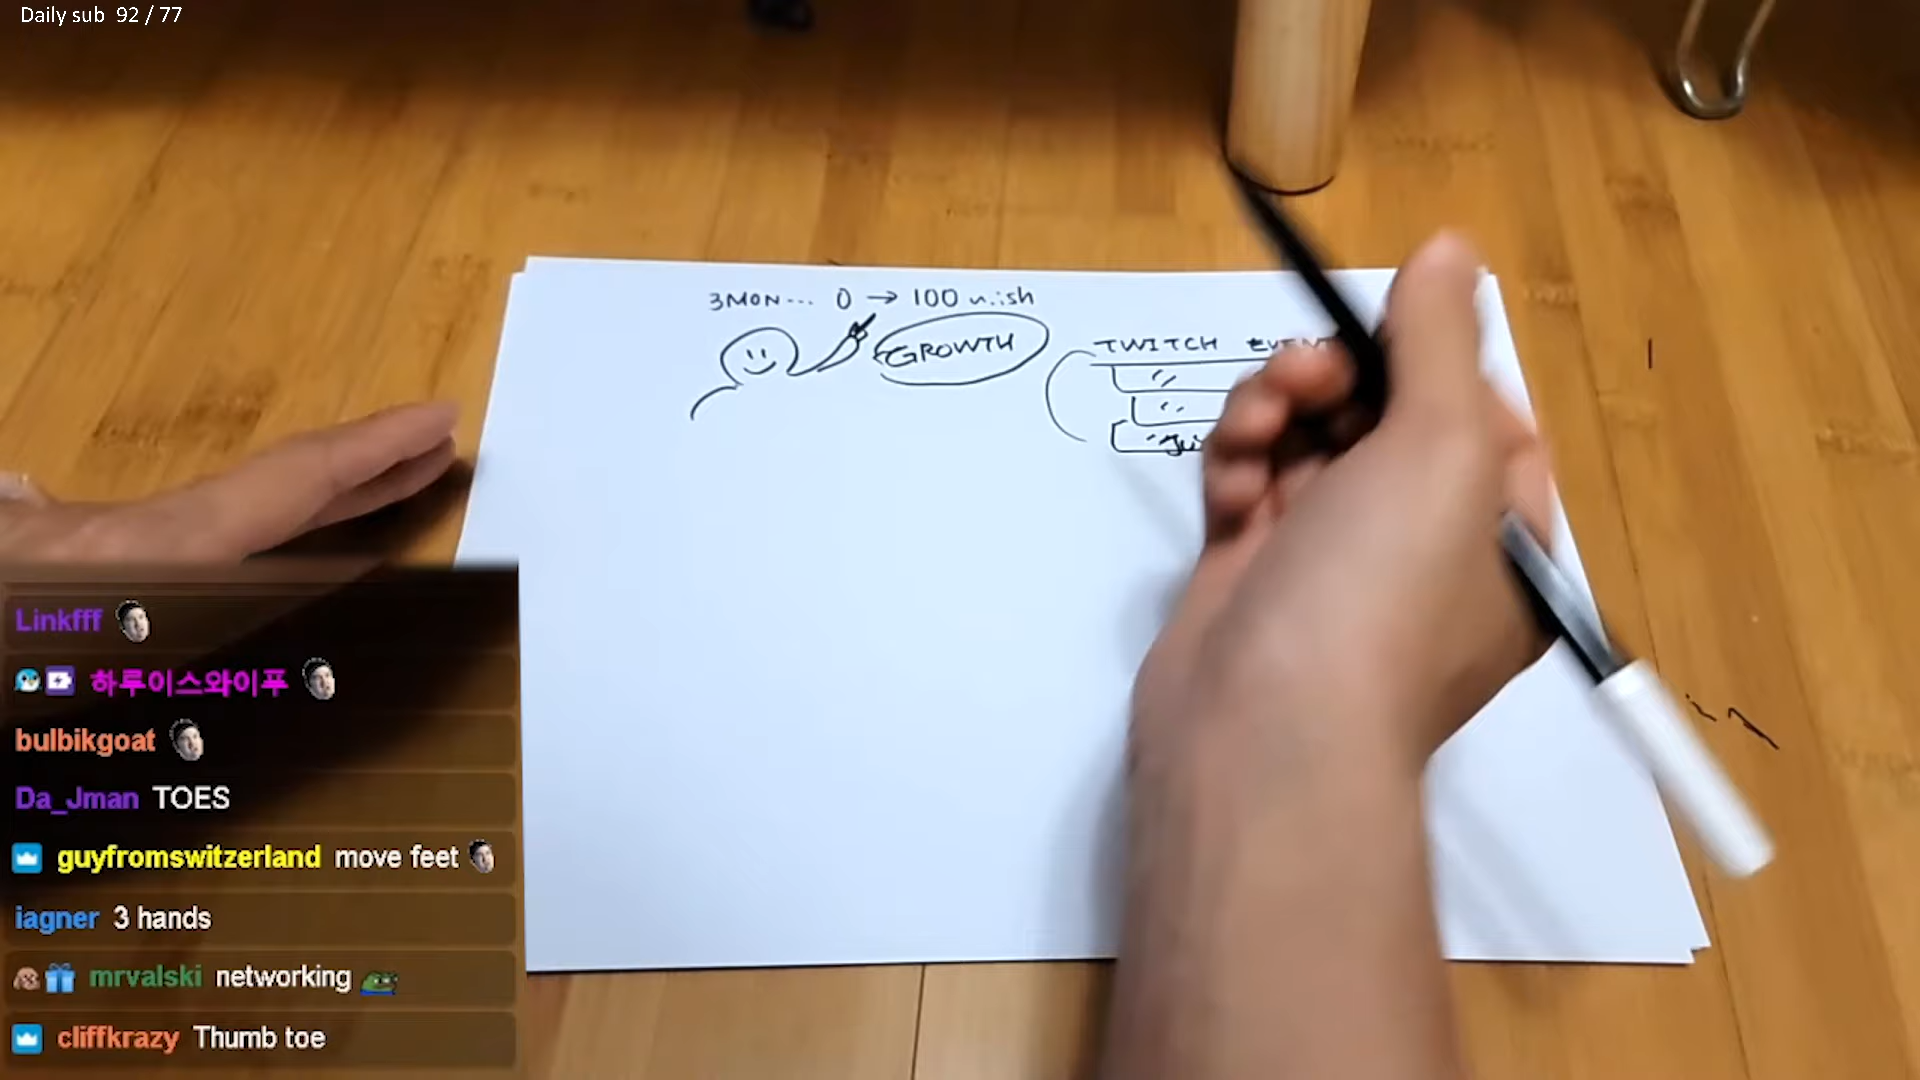 Daily sub 92 / 77
3MON... 0 → 100 
GROWTH
TWITCH EVENT
Linkfff
하루이스와이푸
bulbikgoat
Da_Jman TOES
guyfromswitzerland move feet
iagner 3 hands
mrvalski networking
cliffkrazy Thumb toe